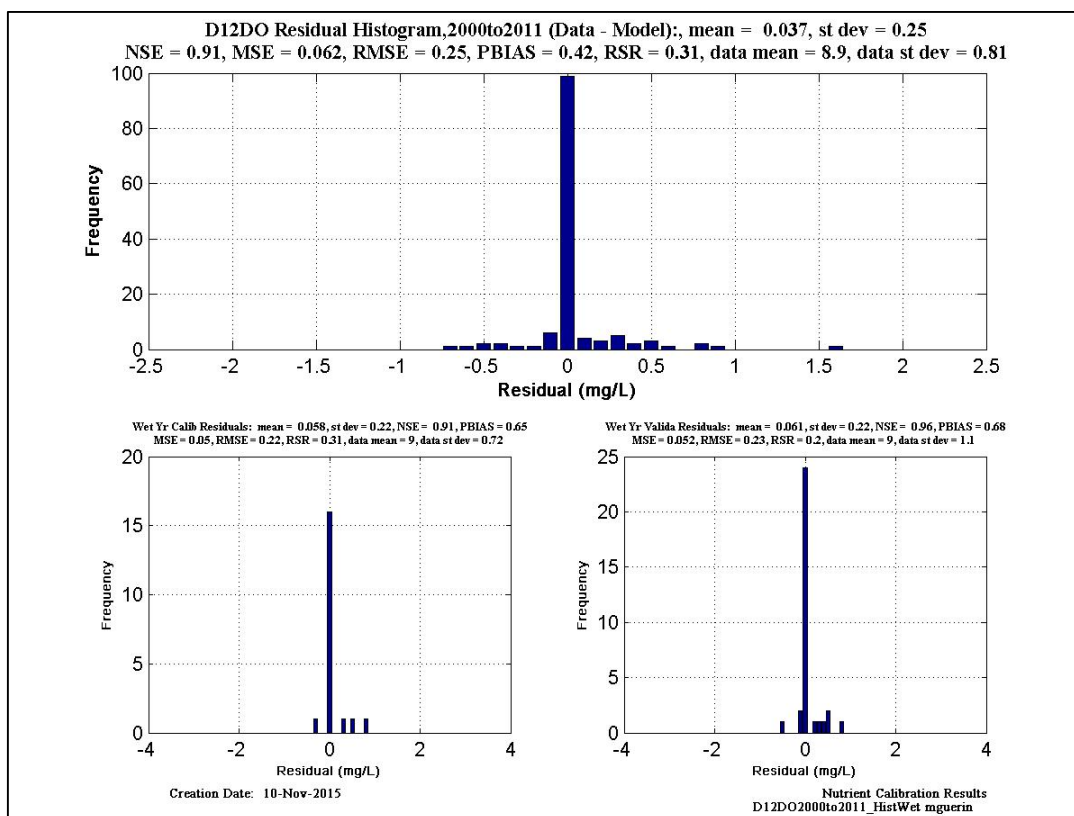 D12DO Residual Histogram,2000to2011 (Data - Model):, mean = 0.037, st dev = 0.25
NSE = 0.91, MSE = 0.062, RMSE = 0.25, PBIAS = 0.42, RSR = 0.31, data mean = 8.9, data st dev = 0.81
100
80
60
40
20
0
Frequency
-2.5 -2 -1.5 -1 -0.5 0 0.5 1 1.5 2 2.5
Residual (mg/L)
Wet Yr Calib Residuals: mean = 0.058, st dev = 0.22, NSE = 0.91, PBIAS = 0.65
MSE = 0.05, RMSE = 0.22, RSR = 0.31, data mean = 9, data st dev = 0.72
20
15
10
5
0
Frequency
-4 -2 0 2 4
Residual (mg/L)
Wet Yr Valida Residuals: mean = 0.061, st dev = 0.22, NSE = 0.96, PBIAS = 0.68
MSE = 0.052, RMSE = 0.23, RSR = 0.2, data mean = 9, data st dev = 1.1
25
20
15
10
5
0
Frequency
-4 -2 0 2 4
Residual (mg/L)
Creation Date: 10-Nov-2015
Nutrient Calibration Results
D12DO2000to2011_HistWet mguerin